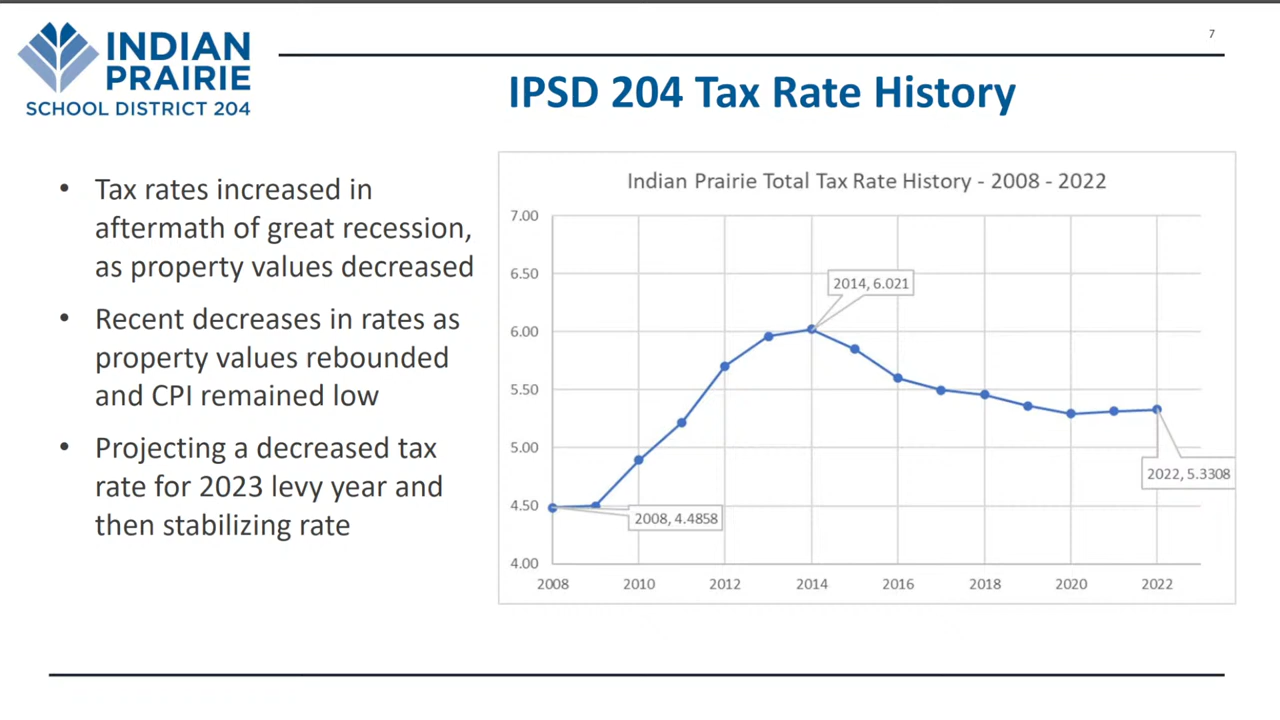 7
INDIAN
PRAIRIE
SCHOOL DISTRICT 204
IPSD 204 Tax Rate History
• Tax rates increased in
aftermath of great recession,
as property values decreased
• Recent decreases in rates as
property values rebounded
and CPI remained low
• Projecting a decreased tax
rate for 2023 levy year and
then stabilizing rate
Indian Prairie Total Tax Rate History - 2008 - 2022
7.00
6.50
6.00
5.50
5.00
4.50
4.00
2014, 6.021
2022, 5.3308
2008, 4.4858
2008 2010 2012 2014 2016 2018 2020 2022